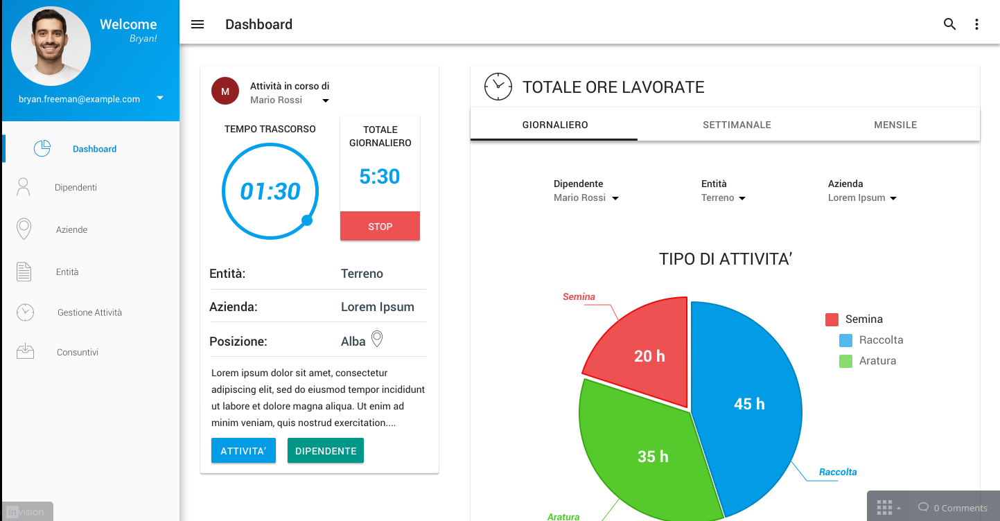 Welcome
Bryan!
bryan.freeman@example.com
Dashboard
Dipendenti
Aziende
Entità
Gestione Attività
Consuntivi
invision
Dashboard
M
Attività in corso di
Mario Rossi
TEMPO TRASCORSO
01:30
TOTALE
GIORNALIERO
5:30
STOP
Entità: Terreno
Azienda: Lorem Ipsum
Posizione: Alba
Lorem ipsum dolor sit amet, consectetur
adipiscing elit, sed do eiusmod tempor incididunt
ut labore et dolore magna aliqua. Ut enim ad
minim veniam, quis nostrud exercitation....
ATTIVITA’ DIPENDENTE
TOTALE ORE LAVORATE
GIORNALIERO SETTIMANALE MENSILE
Dipendente
Mario Rossi
Entità
Terreno
Azienda
Lorem Ipsum
TIPO DI ATTIVITA’
Semina
20 h
45 h
35 h
Raccolta
Aratura
Semina
Raccolta
Aratura
0 Comments